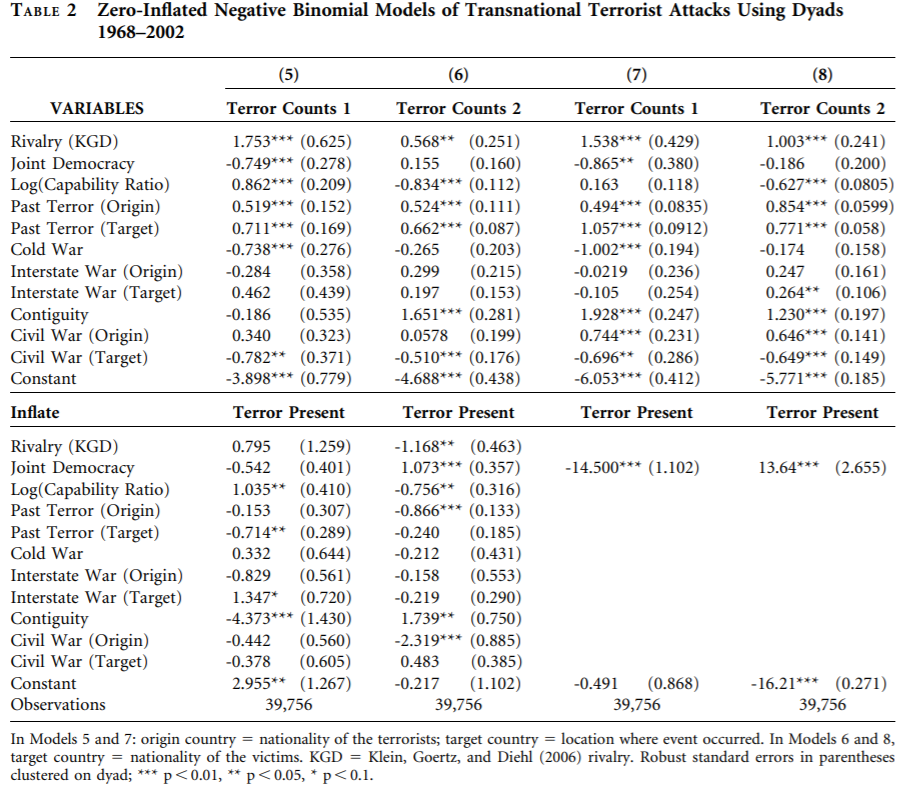 TABLE 2 Zero-Inflated Negative Binomial Models of Transnational Terrorist Attacks Using Dyads
1968–2002
(5) (6) (7) (8)
VARIABLES Terror Counts 1 Terror Counts 2 Terror Counts 1 Terror Counts 2
Rivalry (KGD) 1.753*** (0.625) 0.568** (0.251) 1.538*** (0.429) 1.003*** (0.241)
Joint Democracy -0.749*** (0.278) 0.155 (0.160) -0.865** (0.380) -0.186 (0.200)
Log(Capability Ratio) 0.862*** (0.209) -0.834*** (0.112) 0.163 (0.118) -0.627*** (0.0805)
Past Terror (Origin) 0.519*** (0.152) 0.524*** (0.111) 0.494*** (0.0835) 0.854*** (0.0599)
Past Terror (Target) 0.711*** (0.169) 0.662*** (0.087) 1.057*** (0.0912) 0.771*** (0.058)
Cold War -0.738*** (0.276) -0.265 (0.203) -1.002*** (0.194) -0.174 (0.158)
Interstate War (Origin) -0.284 (0.358) 0.299 (0.215) -0.0219 (0.236) 0.247 (0.161)
Interstate War (Target) 0.462 (0.439) 0.197 (0.153) -0.105 (0.254) 0.264** (0.106)
Contiguity -0.186 (0.535) 1.651*** (0.281) 1.928*** (0.247) 1.230*** (0.197)
Civil War (Origin) 0.340 (0.323) 0.0578 (0.199) 0.744*** (0.231) 0.646*** (0.141)
Civil War (Target) -0.782** (0.371) -0.510*** (0.176) -0.696** (0.286) -0.649*** (0.149)
Constant -3.898*** (0.779) -4.688*** (0.438) -6.053*** (0.412) -5.771*** (0.185)
Inflate Terror Present Terror Present Terror Present Terror Present
Rivalry (KGD) 0.795 (1.259) -1.168** (0.463)
Joint Democracy -0.542 (0.401) 1.073*** (0.357) -14.500*** (1.102) 13.64*** (2.655)
Log(Capability Ratio) 1.035** (0.410) -0.756** (0.316)
Past Terror (Origin) -0.153 (0.307) -0.866*** (0.133)
Past Terror (Target) -0.714** (0.289) -0.240 (0.185)
Cold War 0.332 (0.644) -0.212 (0.431)
Interstate War (Origin) -0.829 (0.561) -0.158 (0.553)
Interstate War (Target) 1.347* (0.720) -0.219 (0.290)
Contiguity -4.373*** (1.430) 1.739** (0.750)
Civil War (Origin) -0.442 (0.560) -2.319*** (0.885)
Civil War (Target) -0.378 (0.605) 0.483 (0.385)
Constant 2.955** (1.267) -0.217 (1.102) -0.491 (0.868) -16.21*** (0.271)
Observations 39,756 39,756 39,756 39,756
In Models 5 and 7: origin country = nationality of the terrorists; target country = location where event occurred. In Models 6 and 8,
target country = nationality of the victims. KGD = Klein, Goertz, and Diehl (2006) rivalry. Robust standard errors in parentheses
clustered on dyad; *** p<0.01, ** p<0.05, * p<0.1.